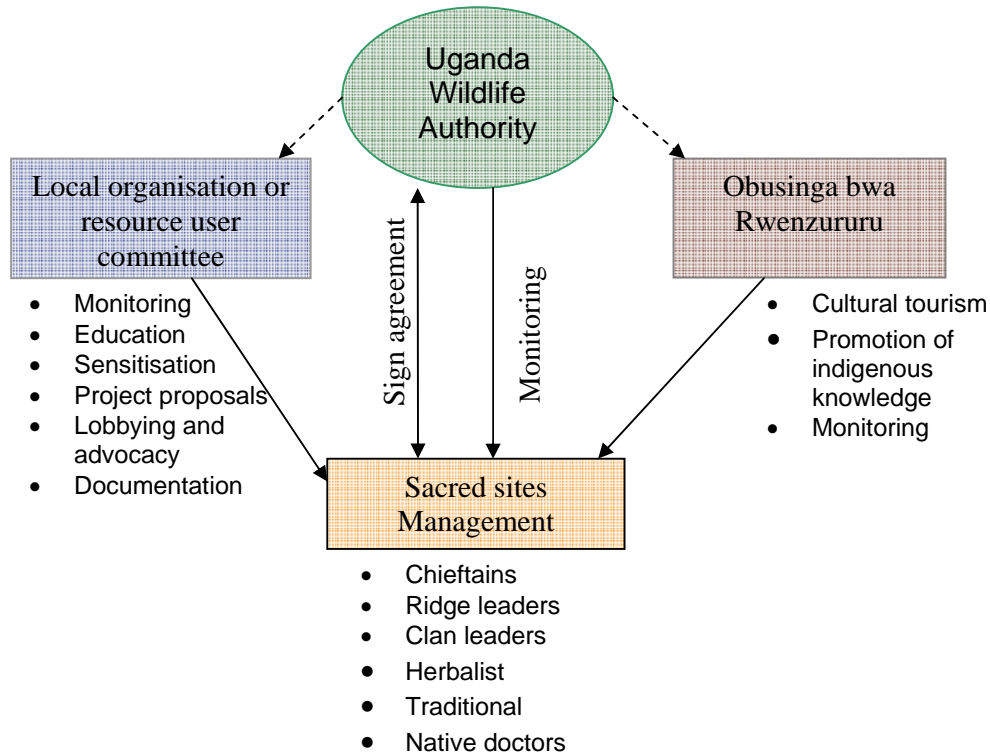 Uganda
Wildlife
Authority
Local organisation or
resource user
committee
• Monitoring
• Education
• Sensitisation
• Project proposals
• Lobbying and
advocacy
• Documentation
Sign agreement
Monitoring
Obusinga bwa
Rwenzururu
• Cultural tourism
• Promotion of
indigenous
knowledge
• Monitoring
Sacred sites
Management
• Chieftains
• Ridge leaders
• Clan leaders
• Herbalist
• Traditional
• Native doctors